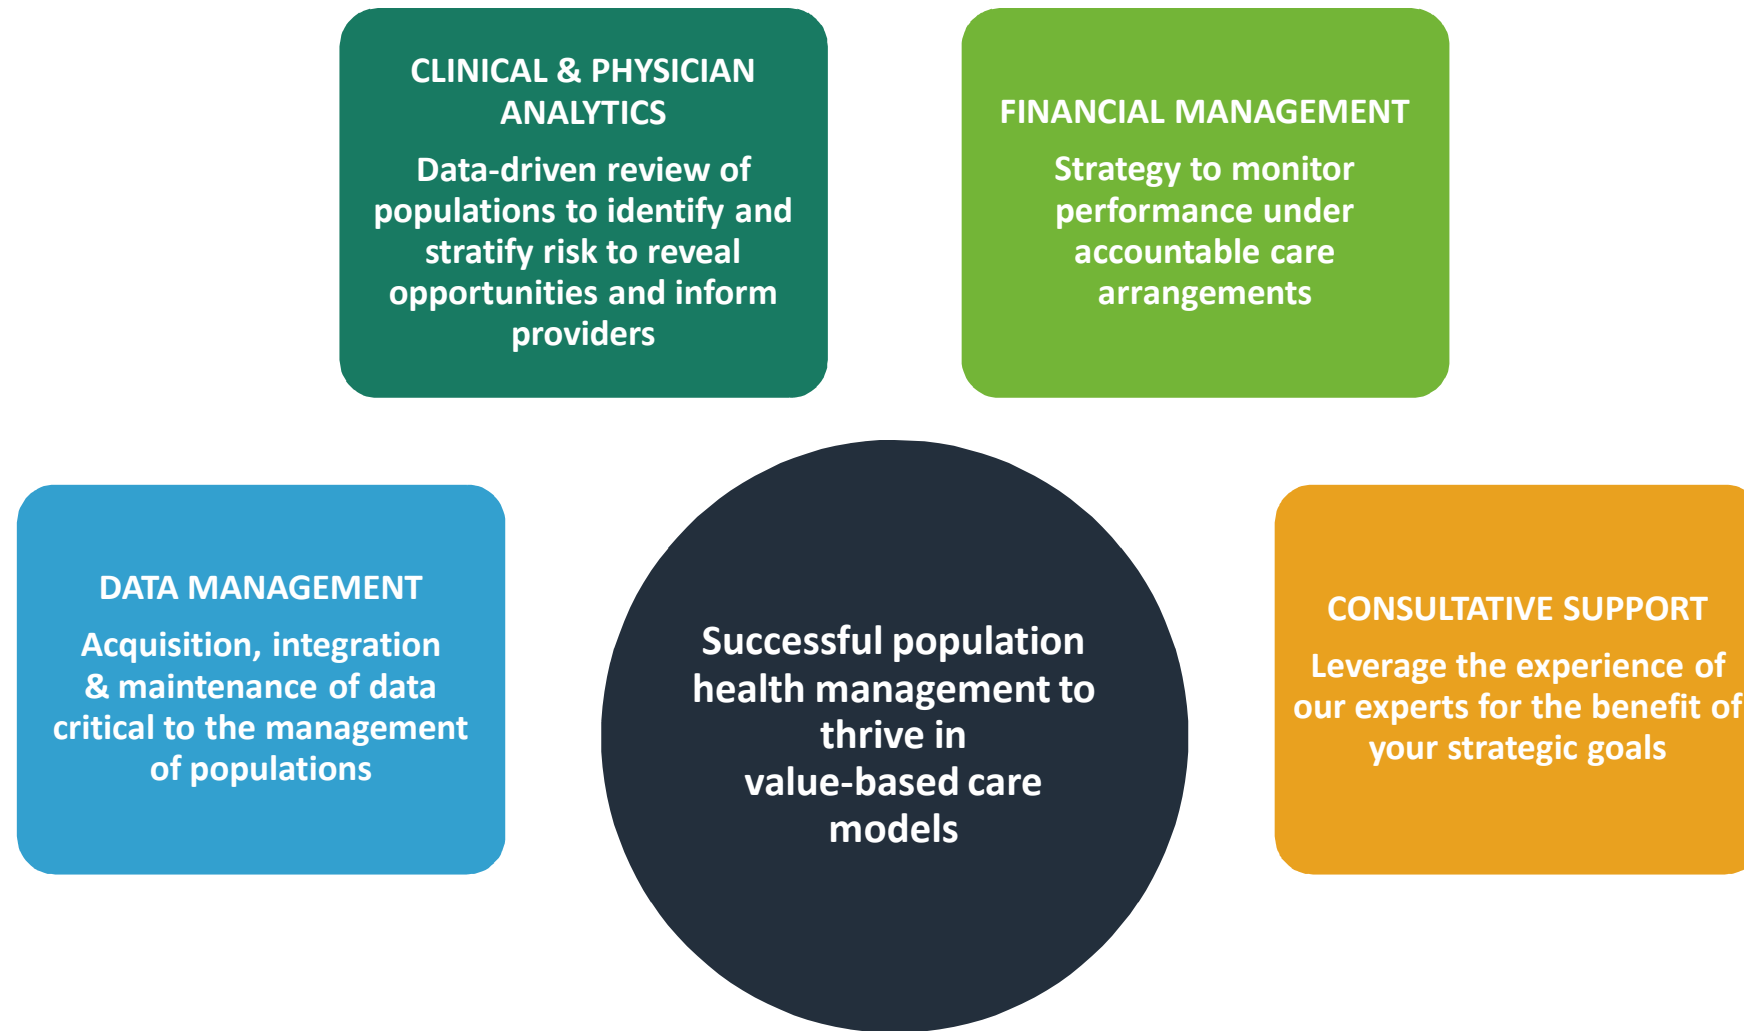 CLINICAL & PHYSICIAN
ANALYTICS
Data-driven review of
populations to identify and
stratify risk to reveal
opportunities and inform
providers
FINANCIAL MANAGEMENT
Strategy to monitor
performance under
accountable care
arrangements
DATA MANAGEMENT
Acquisition, integration
& maintenance of data
critical to the management
of populations
Successful population
health management to
thrive in
value-based care
models
CONSULTATIVE SUPPORT
Leverage the experience of
our experts for the benefit of
your strategic goals